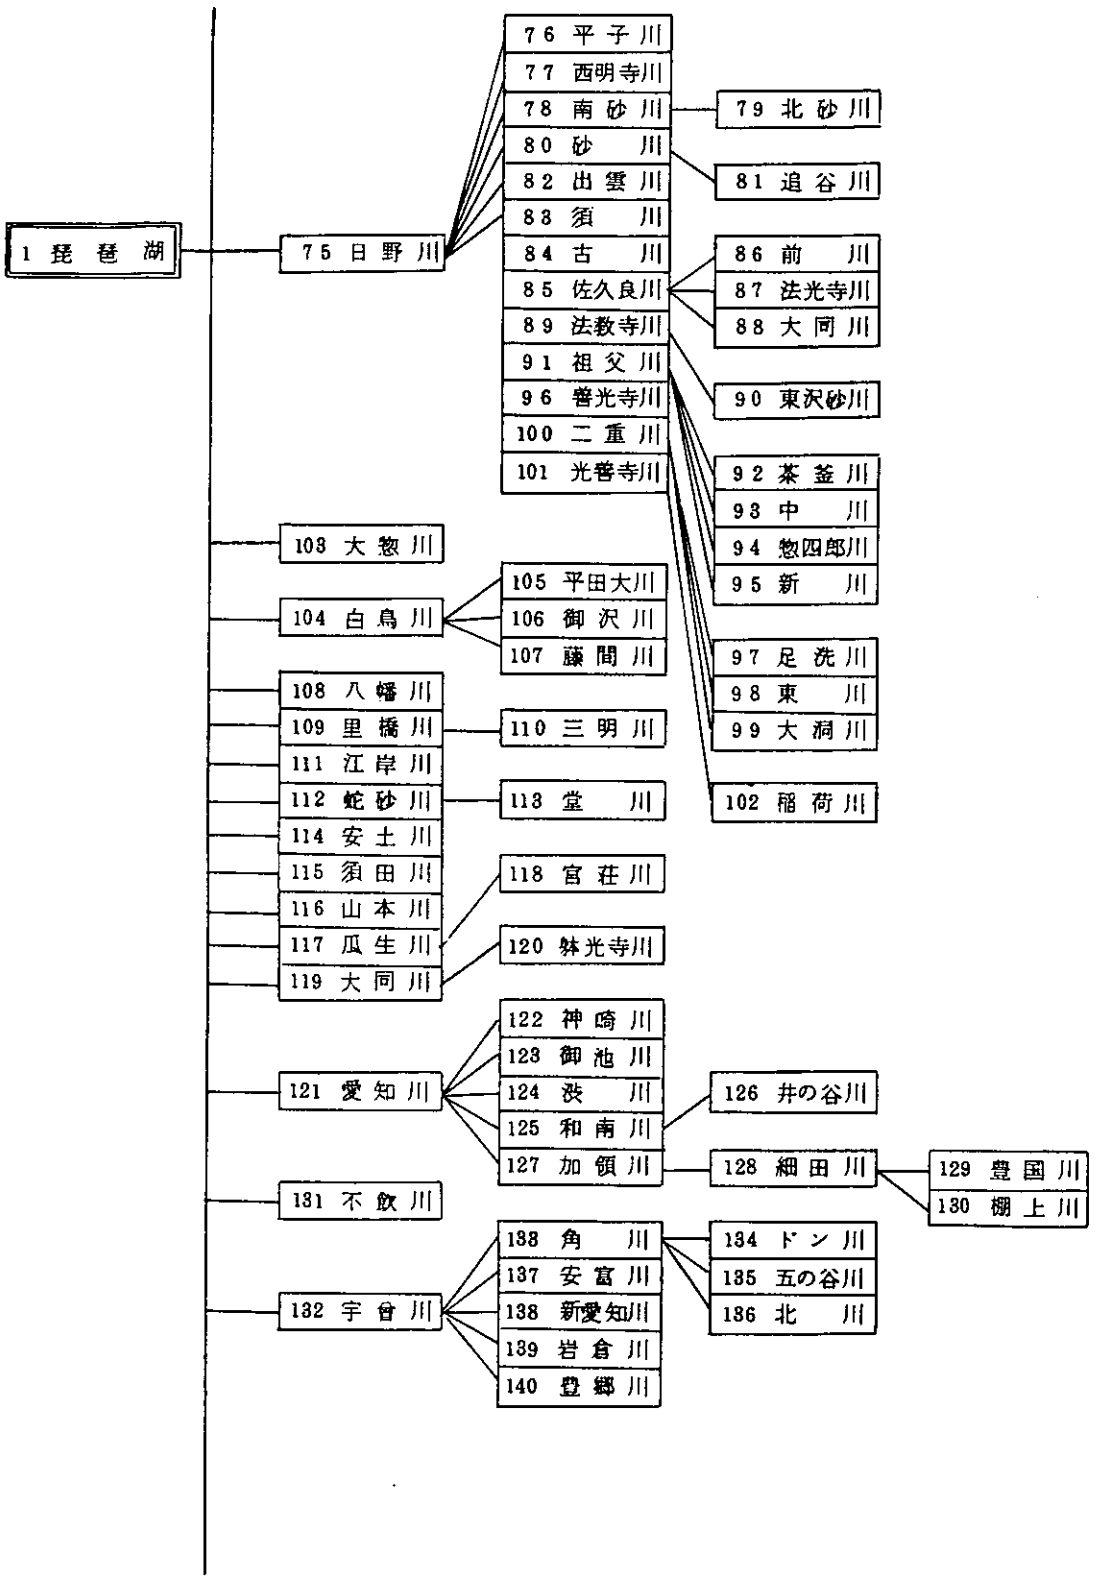 1 琵琶湖
75 日野川
76 平子川
77 西明寺川
78 南砂川
79 北砂川
80 砂川
81 追谷川
82 出雲川
83 須川
84 古川
85 佐久良川
86 前川
87 法光寺川
88 大同川
89 法教寺川
90 東沢砂川
91 祖父川
92 茶釜川
93 中川
94 惣四郎川
95 新川
96 善光寺川
97 足洗川
98 東川
99 大洞川
100 二重川
101 光善寺川
102 稲荷川
103 大惣川
104 白鳥川
105 平田大川
106 御沢川
107 藤間川
108 八幡川
109 里橋川
110 三明川
111 江岸川
112 蛇砂川
113 堂川
114 安土川
115 須田川
116 山本川
117 瓜生川
118 宮荘川
119 大同川
120 躰光寺川
121 愛知川
122 神崎川
123 御池川
124 渋川
125 和南川
126 井の谷川
127 加領川
128 細田川
129 豊国川
130 棚上川
131 不飲川
132 宇曾川
133 角川
134 ドン川
135 五の谷川
136 北川
137 安富川
138 新愛知川
139 岩倉川
140 豊郷川